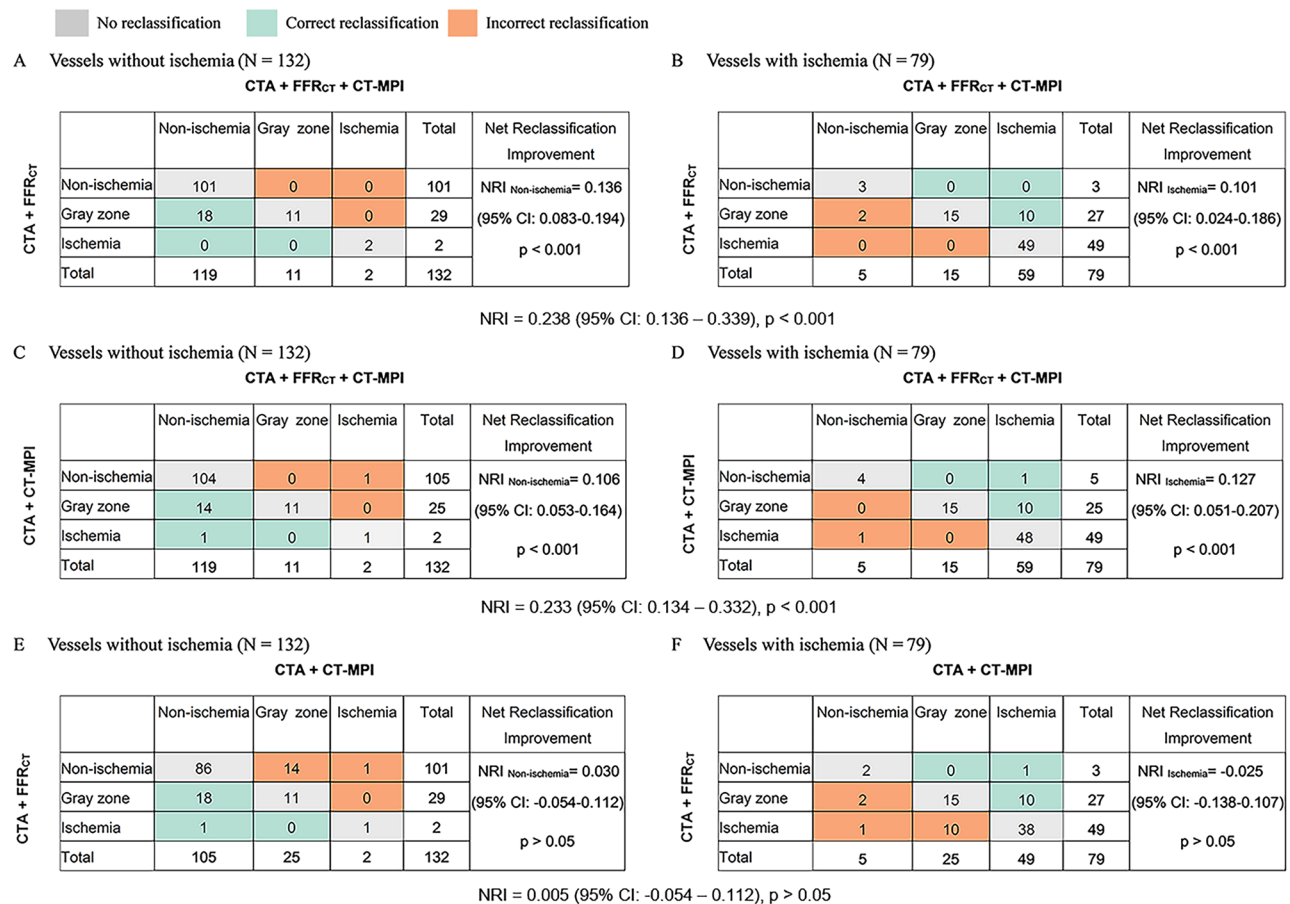 No reclassification Correct reclassification Incorrect reclassification
A Vessels without ischemia (N = 132)
CTA + FFRCT + CT-MPI
CTA + FFRCT
Non-ischemia Gray zone Ischemia Total Net Reclassification Improvement
Non-ischemia 101 0 0 101 NRI Non-ischemia= 0.136
Gray zone 18 11 0 29 (95% CI: 0.083-0.194)
Ischemia 0 0 2 2 p < 0.001
Total 119 11 2 132
B Vessels with ischemia (N = 79)
CTA + FFRCT + CT-MPI
CTA + FFRCT
Non-ischemia Gray zone Ischemia Total Net Reclassification Improvement
Non-ischemia 3 0 0 3 NRI Ischemia= 0.101
Gray zone 2 15 10 27 (95% CI: 0.024-0.186)
Ischemia 0 0 49 49 p < 0.001
Total 5 15 59 79
NRI = 0.238 (95% CI: 0.136 – 0.339), p < 0.001
C Vessels without ischemia (N = 132)
CTA + FFRCT + CT-MPI
CTA + CT-MPI
Non-ischemia Gray zone Ischemia Total Net Reclassification Improvement
Non-ischemia 104 0 1 105 NRI Non-ischemia= 0.106
Gray zone 14 11 0 25 (95% CI: 0.053-0.164)
Ischemia 1 0 1 2 p < 0.001
Total 119 11 2 132
D Vessels with ischemia (N = 79)
CTA + FFRCT + CT-MPI
CTA + CT-MPI
Non-ischemia Gray zone Ischemia Total Net Reclassification Improvement
Non-ischemia 4 0 1 5 NRI Ischemia= 0.127
Gray zone 0 15 10 25 (95% CI: 0.051-0.207)
Ischemia 1 0 48 49 p < 0.001
Total 5 15 59 79
NRI = 0.233 (95% CI: 0.134 – 0.332), p < 0.001
E Vessels without ischemia (N = 132)
CTA + CT-MPI
CTA + FFRCT
Non-ischemia Gray zone Ischemia Total Net Reclassification Improvement
Non-ischemia 86 14 1 101 NRI Non-ischemia= 0.030
Gray zone 18 11 0 29 (95% CI: -0.054-0.112)
Ischemia 1 0 1 2 p > 0.05
Total 105 25 2 132
F Vessels with ischemia (N = 79)
CTA + CT-MPI
CTA + FFRCT
Non-ischemia Gray zone Ischemia Total Net Reclassification Improvement
Non-ischemia 2 0 1 3 NRI Ischemia= -0.025
Gray zone 2 15 10 27 (95% CI: -0.138-0.107)
Ischemia 1 10 38 49 p > 0.05
Total 5 25 49 79
NRI = 0.005 (95% CI: -0.054 – 0.112), p > 0.05